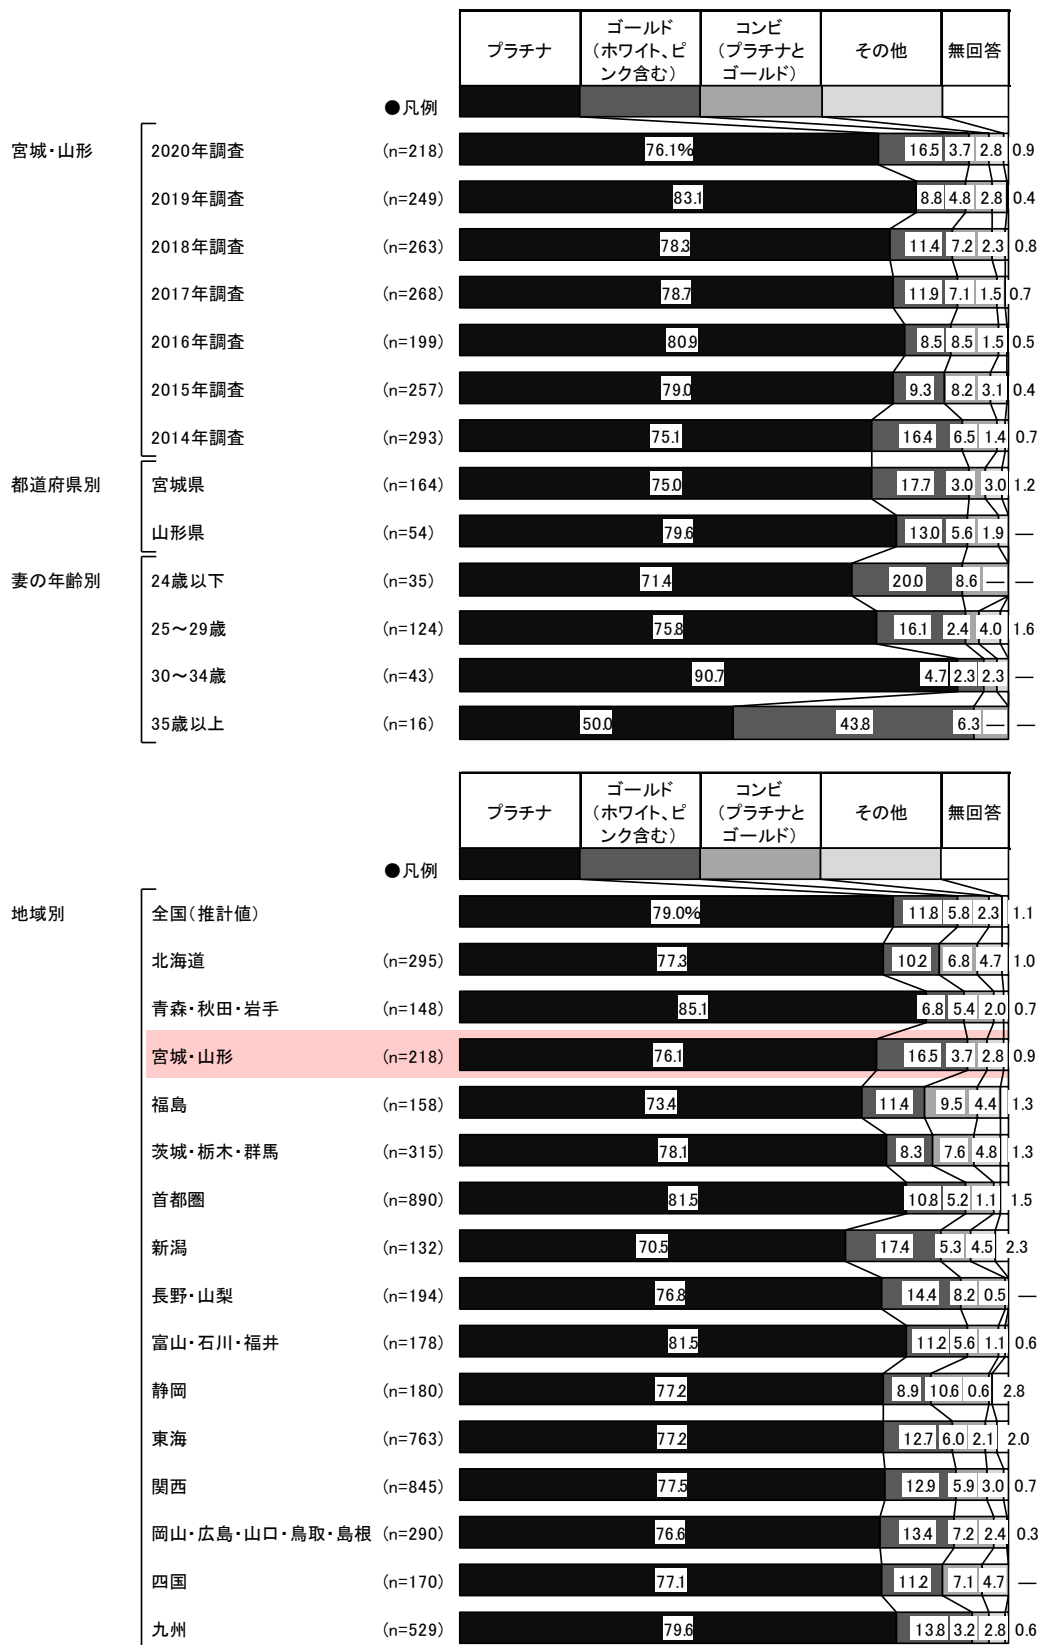 プラチナ
ゴールド
(ホワイト、ピ
ンク含む)
コンビ
(プラチナと
ゴールド)
その他
無回答
●凡例
宮城・山形 2020年調査 (n=218) 76.1% 16.5 3.7 2.8 0.9
2019年調査 (n=249) 83.1 8.8 4.8 2.8 0.4
2018年調査 (n=263) 78.3 11.4 7.2 2.3 0.8
2017年調査 (n=268) 78.7 11.9 7.1 1.5 0.7
2016年調査 (n=199) 80.9 8.5 8.5 1.5 0.5
2015年調査 (n=257) 79.0 9.3 8.2 3.1 0.4
2014年調査 (n=293) 75.1 16.4 6.5 1.4 0.7
都道府県別 宮城県 (n=164) 75.0 17.7 3.0 3.0 1.2
山形県 (n=54) 79.6 13.0 5.6 1.9 —
妻の年齢別 24歳以下 (n=35) 71.4 20.0 8.6 — —
25～29歳 (n=124) 75.8 16.1 2.4 4.0 1.6
30～34歳 (n=43) 90.7 4.7 2.3 2.3 —
35歳以上 (n=16) 50.0 43.8 6.3 — —
プラチナ
ゴールド
(ホワイト、ピ
ンク含む)
コンビ
(プラチナと
ゴールド)
その他
無回答
●凡例
地域別 全国(推計値) 79.0% 11.8 5.8 2.3 1.1
北海道 (n=295) 77.3 10.2 6.8 4.7 1.0
青森・秋田・岩手 (n=148) 85.1 6.8 5.4 2.0 0.7
宮城・山形 (n=218) 76.1 16.5 3.7 2.8 0.9
福島 (n=158) 73.4 11.4 9.5 4.4 1.3
茨城・栃木・群馬 (n=315) 78.1 8.3 7.6 4.8 1.3
首都圏 (n=890) 81.5 10.8 5.2 1.1 1.5
新潟 (n=132) 70.5 17.4 5.3 4.5 2.3
長野・山梨 (n=194) 76.8 14.4 8.2 0.5 —
富山・石川・福井 (n=178) 81.5 11.2 5.6 1.1 0.6
静岡 (n=180) 77.2 8.9 10.6 0.6 2.8
東海 (n=763) 77.2 12.7 6.0 2.1 2.0
関西 (n=845) 77.5 12.9 5.9 3.0 0.7
岡山・広島・山口・鳥取・島根 (n=290) 76.6 13.4 7.2 2.4 0.3
四国 (n=170) 77.1 11.2 7.1 4.7 —
九州 (n=529) 79.6 13.8 3.2 2.8 0.6